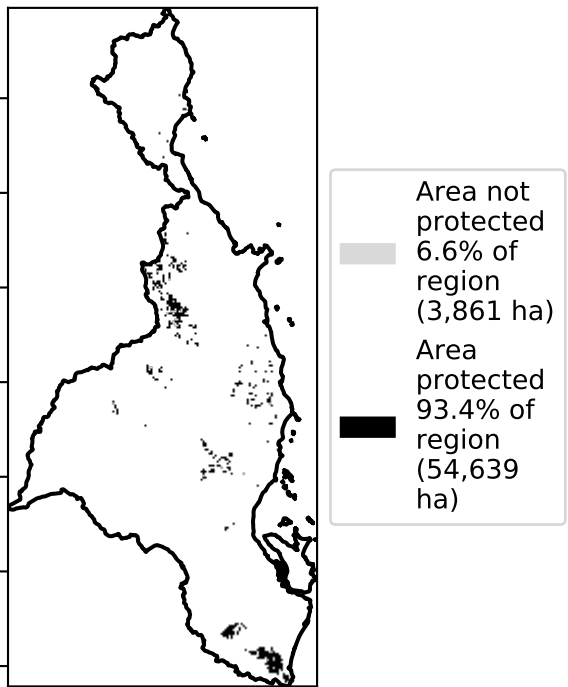 Area not
protected
6.6% of
region
(3,861 ha)
Area
protected
93.4% of
region
(54,639
ha)